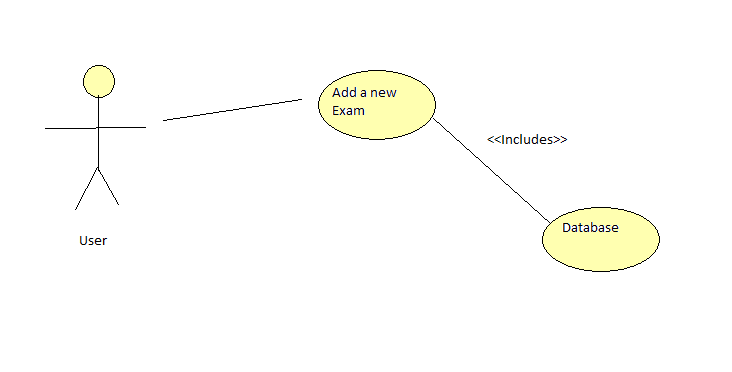 Add a new
Exam
<<Includes>>
Database
User